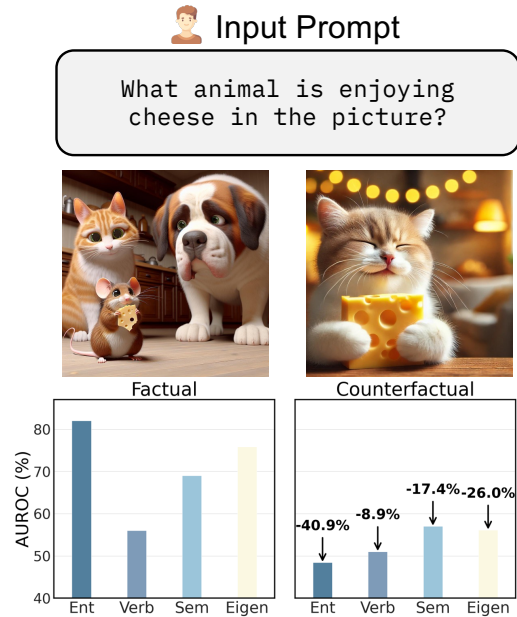 Input Prompt
What animal is enjoying
cheese in the picture?
Factual
Counterfactual
AUROC (%)
80
70
60
50
40
Ent Verb Sem Eigen
-40.9%
-8.9%
-17.4%
-26.0%
Ent Verb Sem Eigen